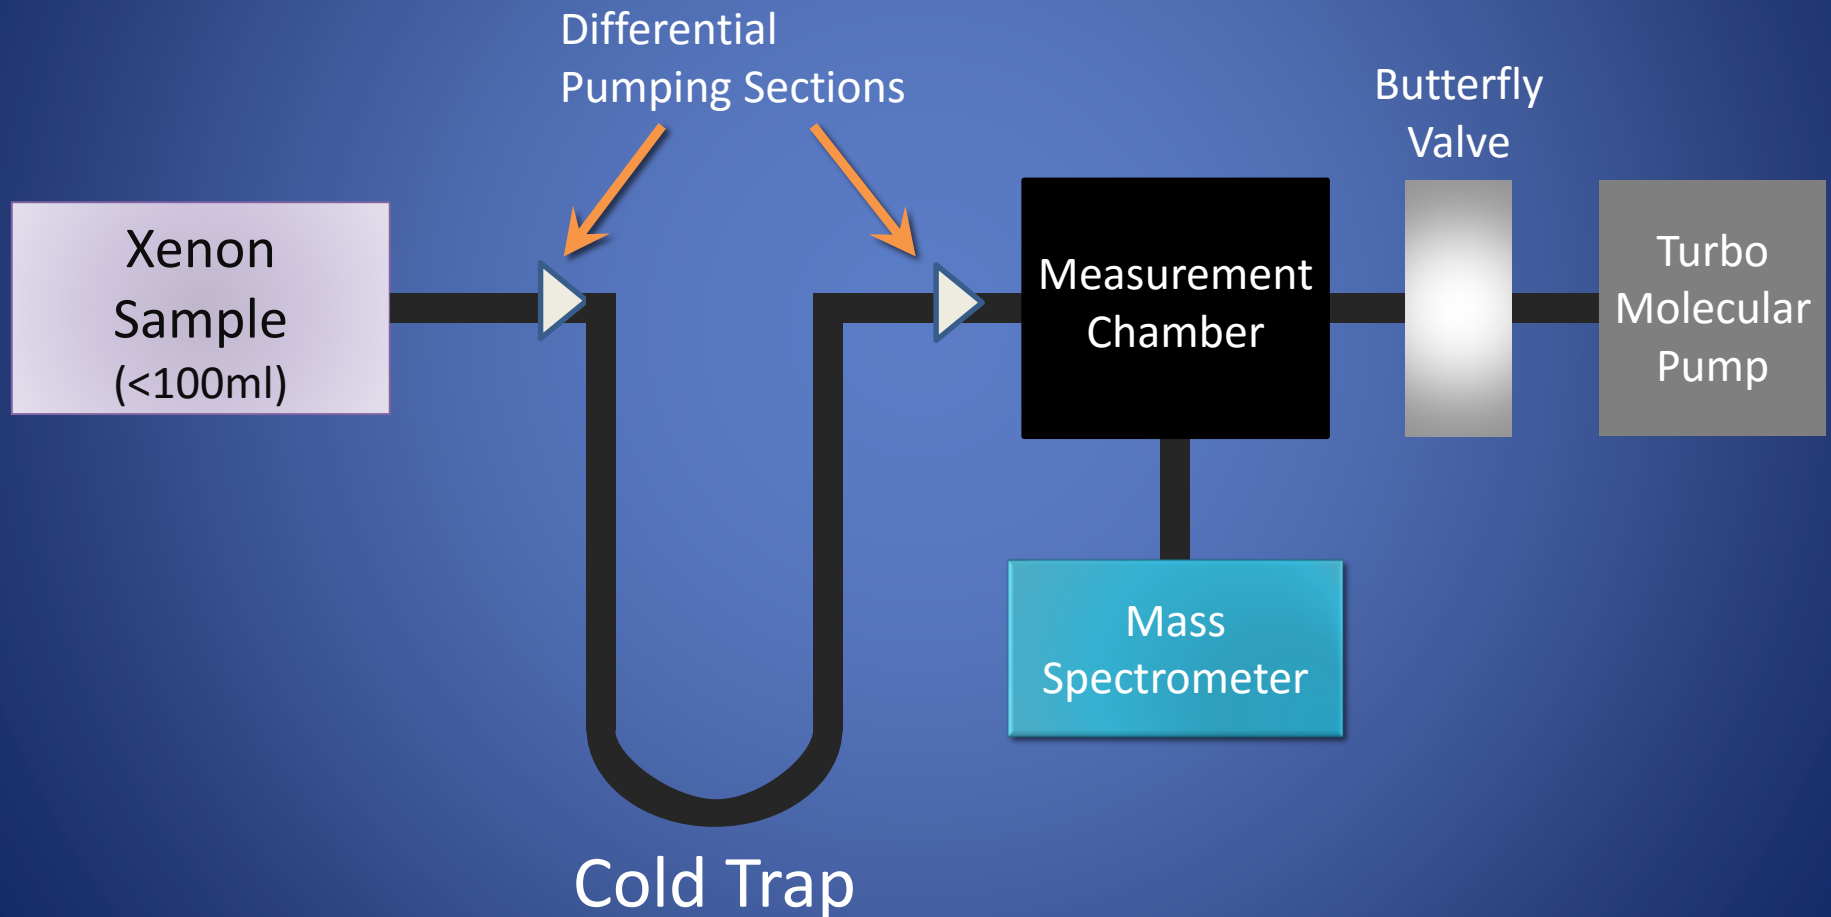 Differential
Pumping Sections
Butterfly
Valve
Xenon
Sample
(<100ml)
Measurement
Chamber
Turbo
Molecular
Pump
Mass
Spectrometer
Cold Trap